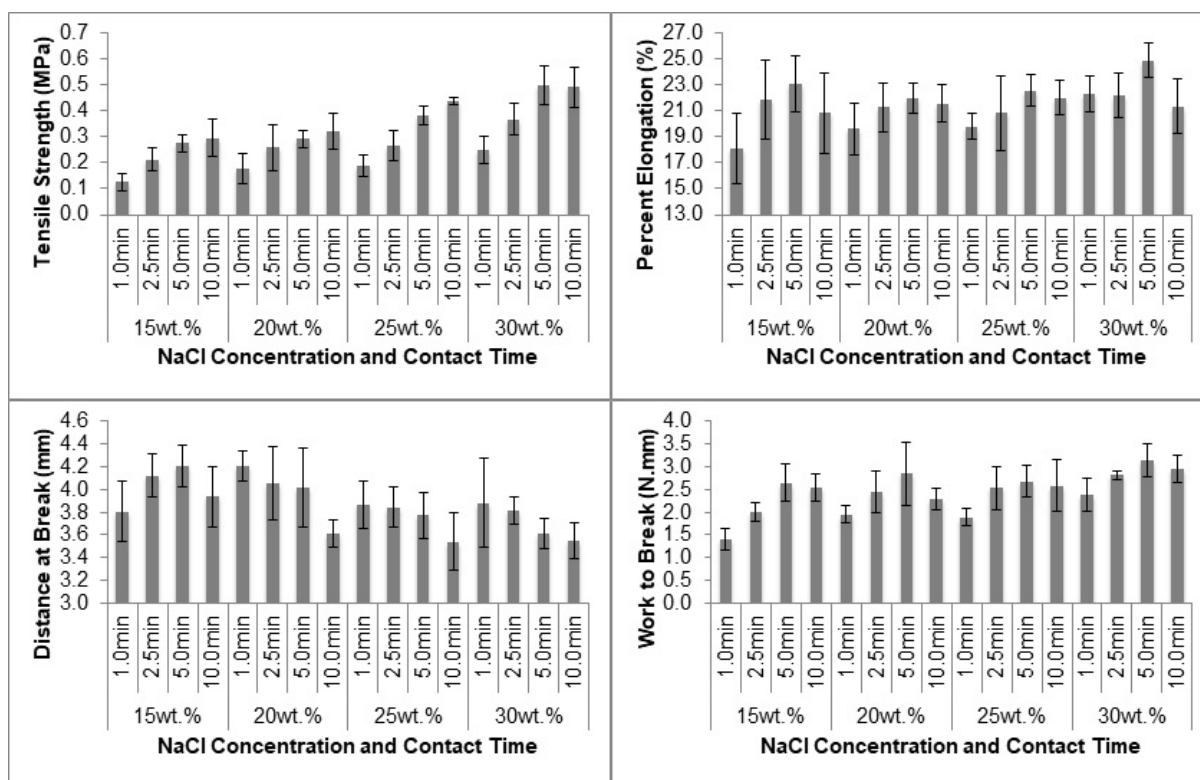 Tensile Strength (MPa)
0.7
0.6
0.5
0.4
0.3
0.2
0.1
0.0
1.0min 2.5min 5.0min 10.0min 1.0min 2.5min 5.0min 10.0min 1.0min 2.5min 5.0min 10.0min 1.0min 2.5min 5.0min 10.0min
15wt.% 20wt.% 25wt.% 30wt.%
NaCl Concentration and Contact Time
Percent Elongation (%)
27.0
25.0
23.0
21.0
19.0
17.0
15.0
13.0
1.0min 2.5min 5.0min 10.0min 1.0min 2.5min 5.0min 10.0min 1.0min 2.5min 5.0min 10.0min 1.0min 2.5min 5.0min 10.0min
15wt.% 20wt.% 25wt.% 30wt.%
NaCl Concentration and Contact Time
Distance at Break (mm)
4.6
4.4
4.2
4.0
3.8
3.6
3.4
3.2
3.0
1.0min 2.5min 5.0min 10.0min 1.0min 2.5min 5.0min 10.0min 1.0min 2.5min 5.0min 10.0min 1.0min 2.5min 5.0min 10.0min
15wt.% 20wt.% 25wt.% 30wt.%
NaCl Concentration and Contact Time
Work to Break (N.mm)
4.0
3.5
3.0
2.5
2.0
1.5
1.0
0.5
0.0
1.0min 2.5min 5.0min 10.0min 1.0min 2.5min 5.0min 10.0min 1.0min 2.5min 5.0min 10.0min 1.0min 2.5min 5.0min 10.0min
15wt.% 20wt.% 25wt.% 30wt.%
NaCl Concentration and Contact Time